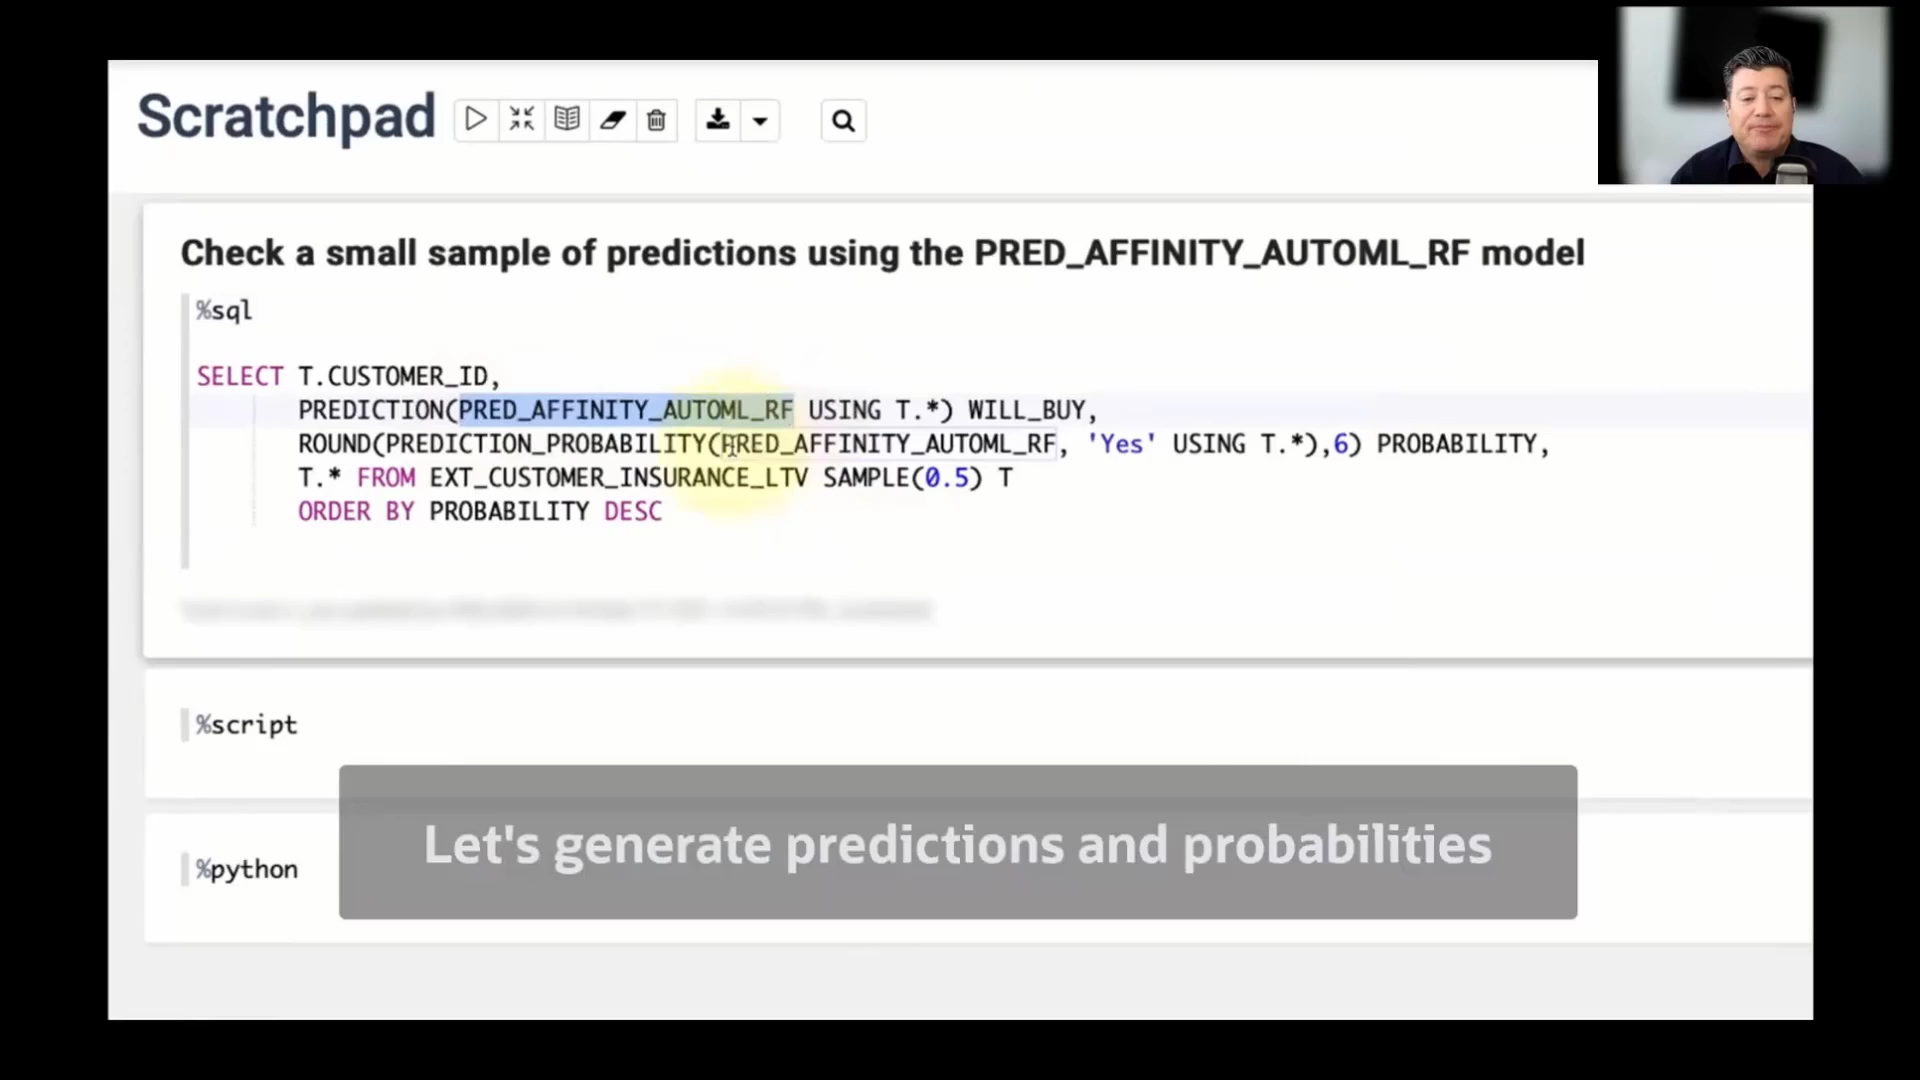 Scratchpad
Check a small sample of predictions using the PRED_AFFINITY_AUTOML_RF model
%sql
SELECT T.CUSTOMER_ID,
PREDICTION(PRED_AFFINITY_AUTOML_RF USING T.*) WILL_BUY,
ROUND(PREDICTION_PROBABILITY(PRED_AFFINITY_AUTOML_RF, 'Yes' USING T.*),6) PROBABILITY,
T.* FROM EXT_CUSTOMER_INSURANCE_LTV SAMPLE(0.5) T
ORDER BY PROBABILITY DESC
%script
Let's generate predictions and probabilities
%python